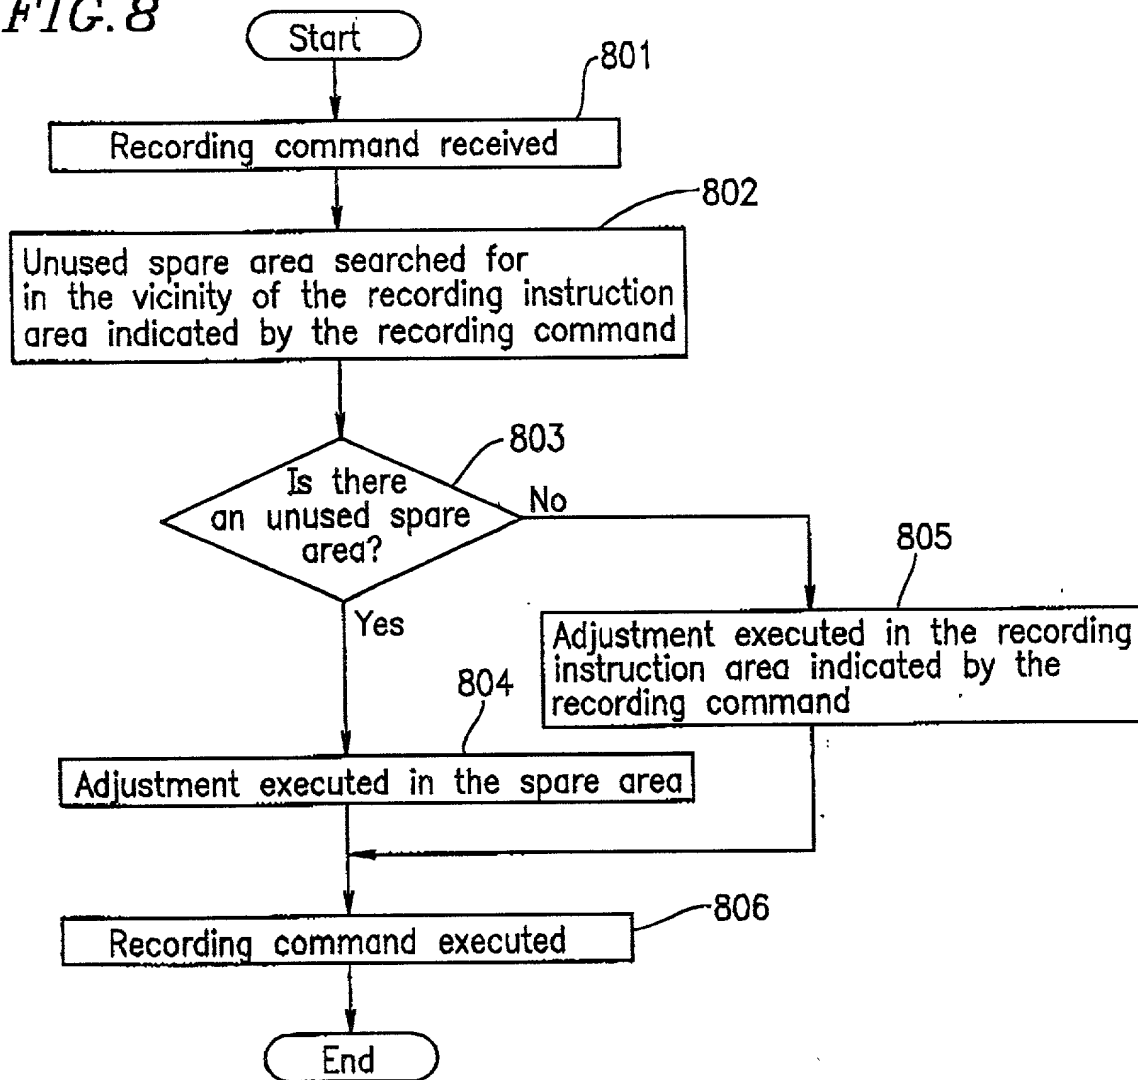 FIG. 8
Start
801
Recording command received
802
Unused spare area searched for
in the vicinity of the recording instruction
area indicated by the recording command
803
Is there
an unused spare
area?
No
Yes
805
Adjustment executed in the recording
instruction area indicated by the
recording command
804
Adjustment executed in the spare area
806
Recording command executed
End